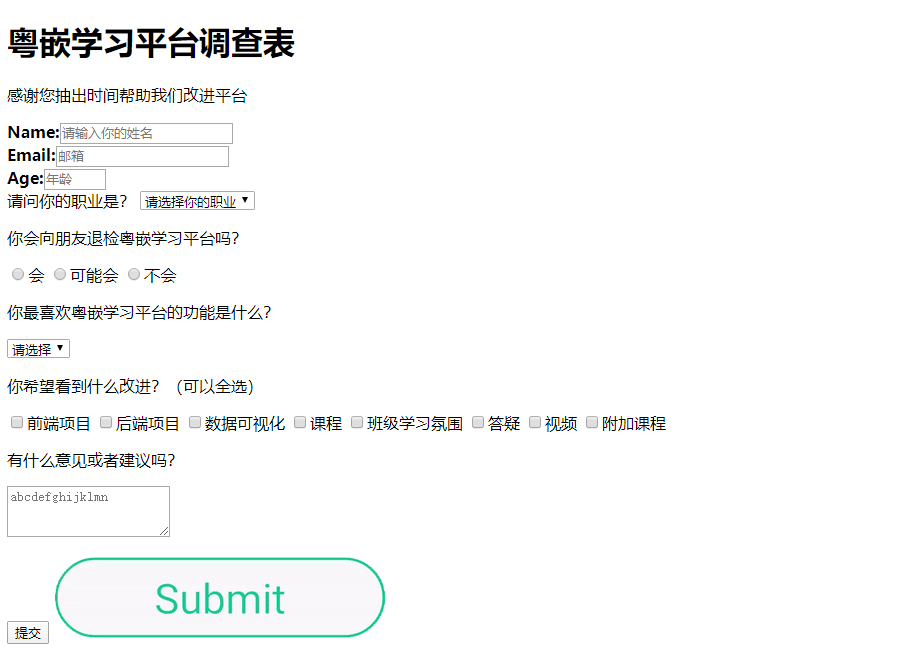 粤嵌学习平台调查表
感谢您抽出时间帮助我们改进平台
Name:请输入你的姓名
Email:邮箱
Age:年龄
请问你的职业是? 请选择你的职业
你会向朋友退检粤嵌学习平台吗?
会 可能会 不会
你最喜欢粤嵌学习平台的功能是什么?
请选择
你希望看到什么改进? (可以全选)
前端项目 后端项目 数据可视化 课程 班级学习氛围 答疑 视频 附加课程
有什么意见或者建议吗?
abcdefghijklmn
Submit
提交